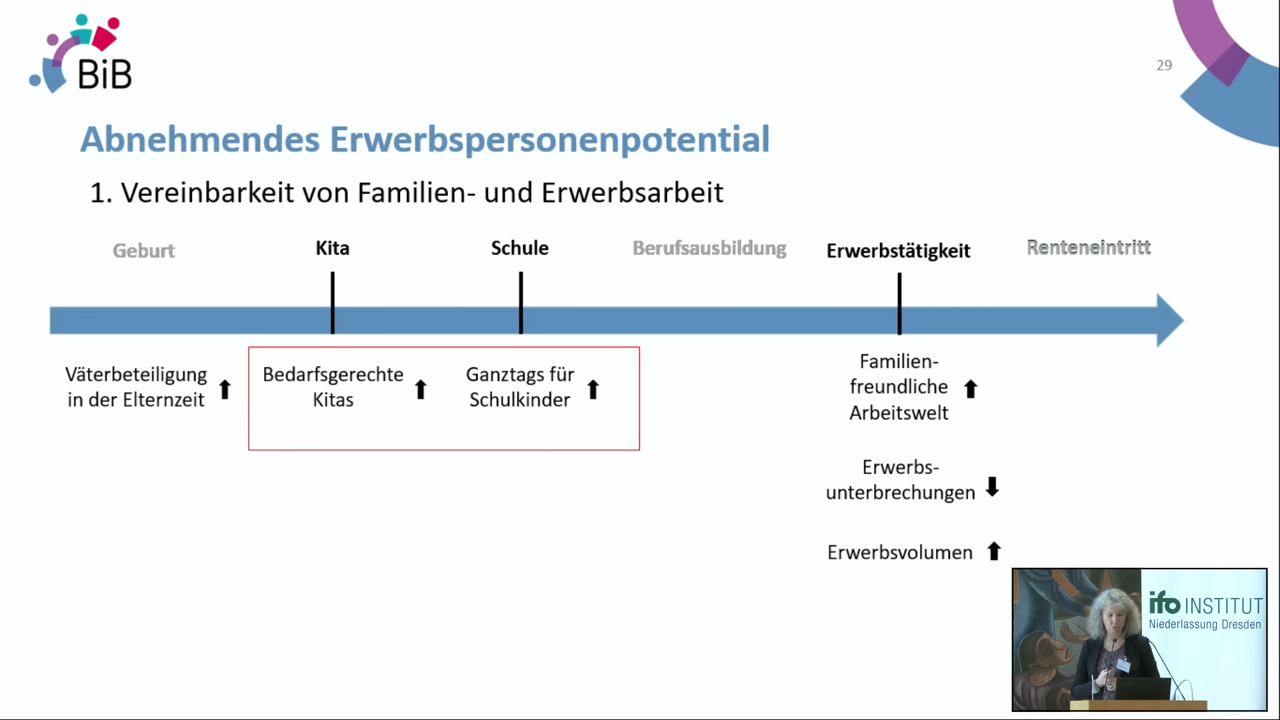 BiB
29
Abnehmendes Erwerbspersonenpotential
1. Vereinbarkeit von Familien- und Erwerbsarbeit
Geburt
Kita
Schule
Berufsausbildung
Erwerbstätigkeit
Renteneintritt
Väterbeteiligung
in der Elternzeit
Bedarfsgerechte
Kitas
Ganztags für
Schulkinder
Familien-
freundliche
Arbeitswelt
Erwerbs-
unterbrechungen
Erwerbsvolumen
ifo INSTITUT
Niederlassung Dresden